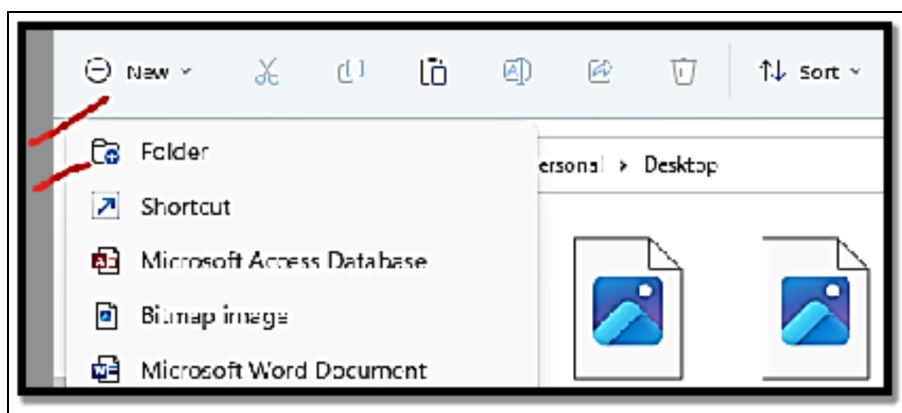 New
Sort
Folder
ersonal > Desktop
Shortcut
Microsoft Access Database
Bitmap image
Microsoft Word Document